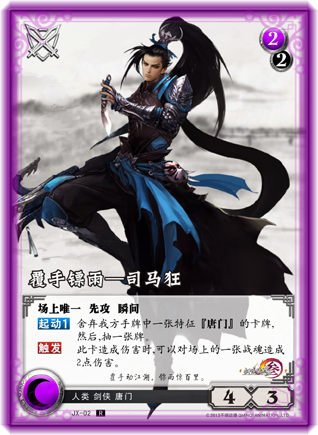 2
2
覆手镖雨—司马狂
场上唯一 先攻 瞬间
起动1 舍弃我方手牌中一张特征『唐门』的卡牌,
然后,抽一张牌
触发 此卡造成伤害时,可以对场上的一张战魂造成
2点伤害。
覆手动江湖,镖雨惊百里。
人类 剑侠 唐门
4 3
JX-02 R